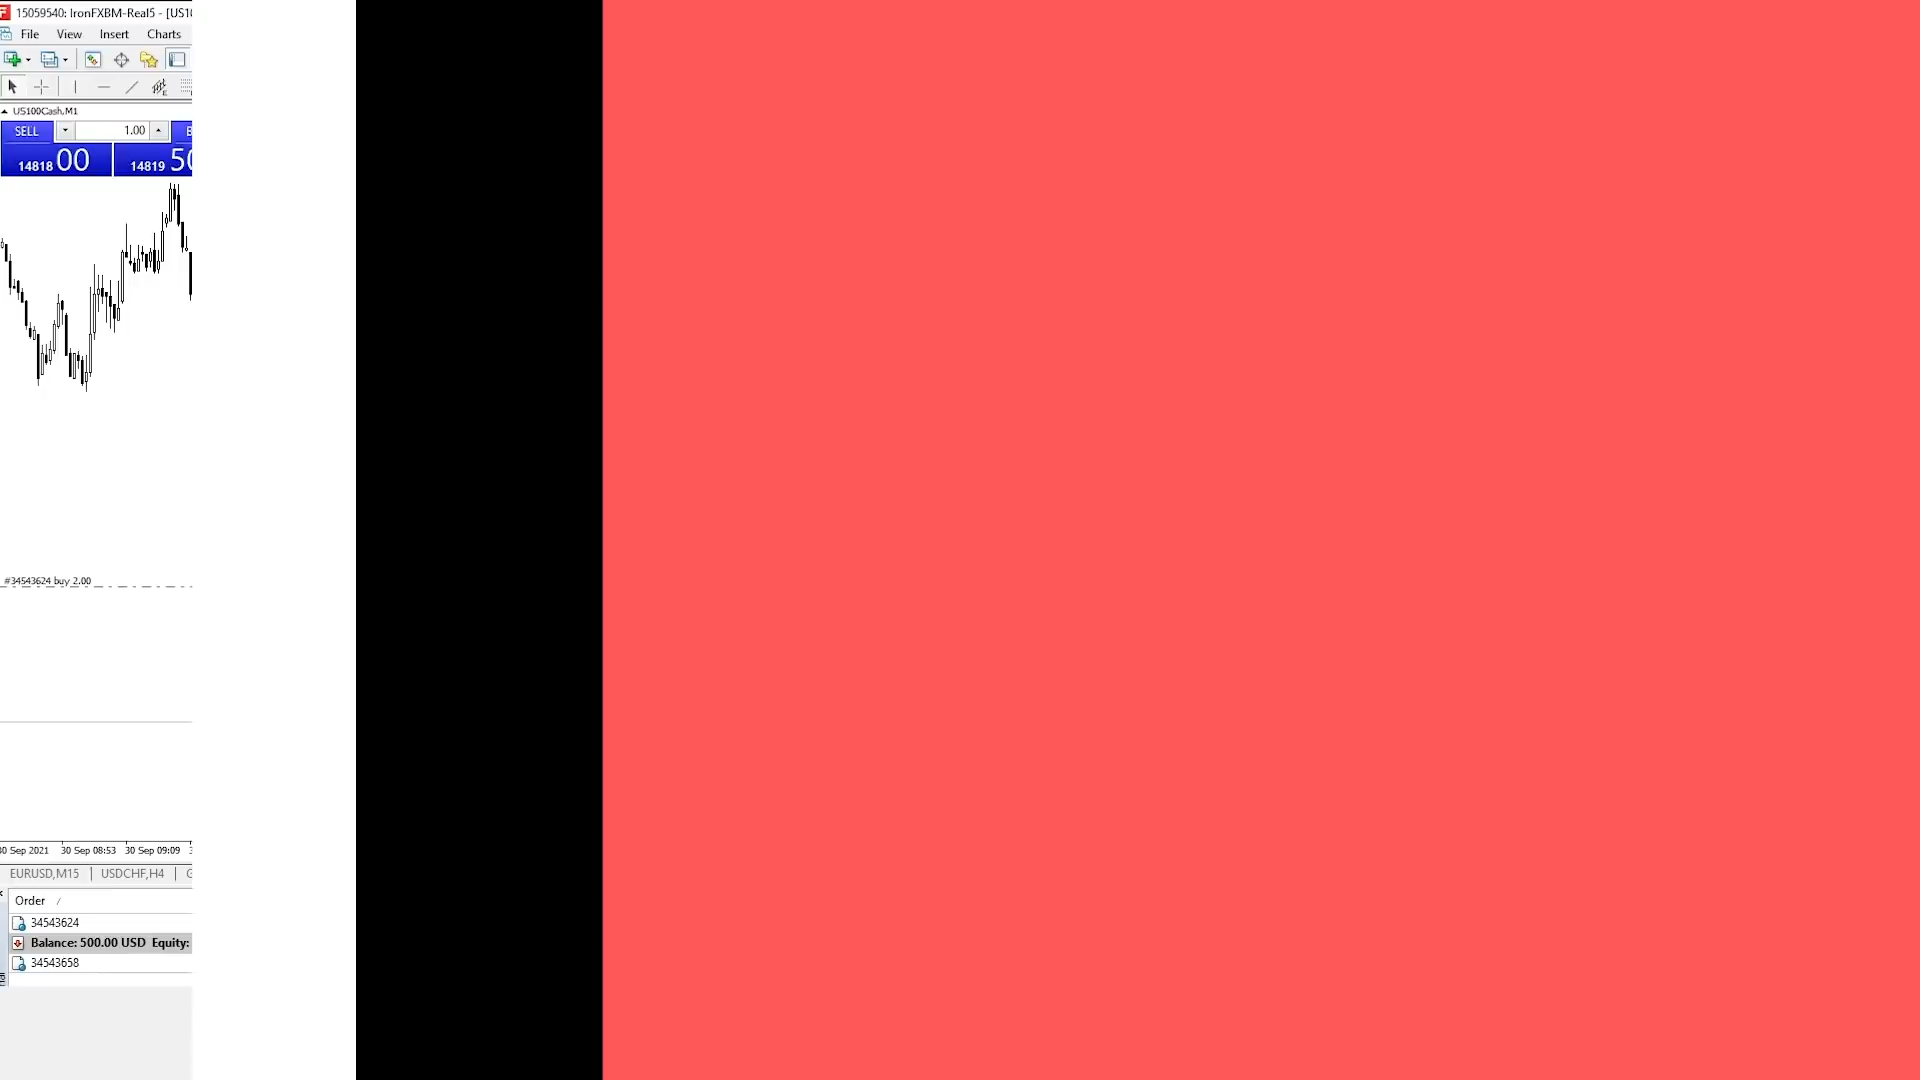 15059540: IronFXBM-Real5 - [US10
File View Insert Charts
US100Cash,M1
SELL 1.00
14818 00 14819 50
#34543624 buy 2.00
30 Sep 2021 30 Sep 08:53 30 Sep 09:09
EURUSD,M15 USDCHF,H4 G
Order /
34543624
Balance: 500.00 USD Equity:
34543658